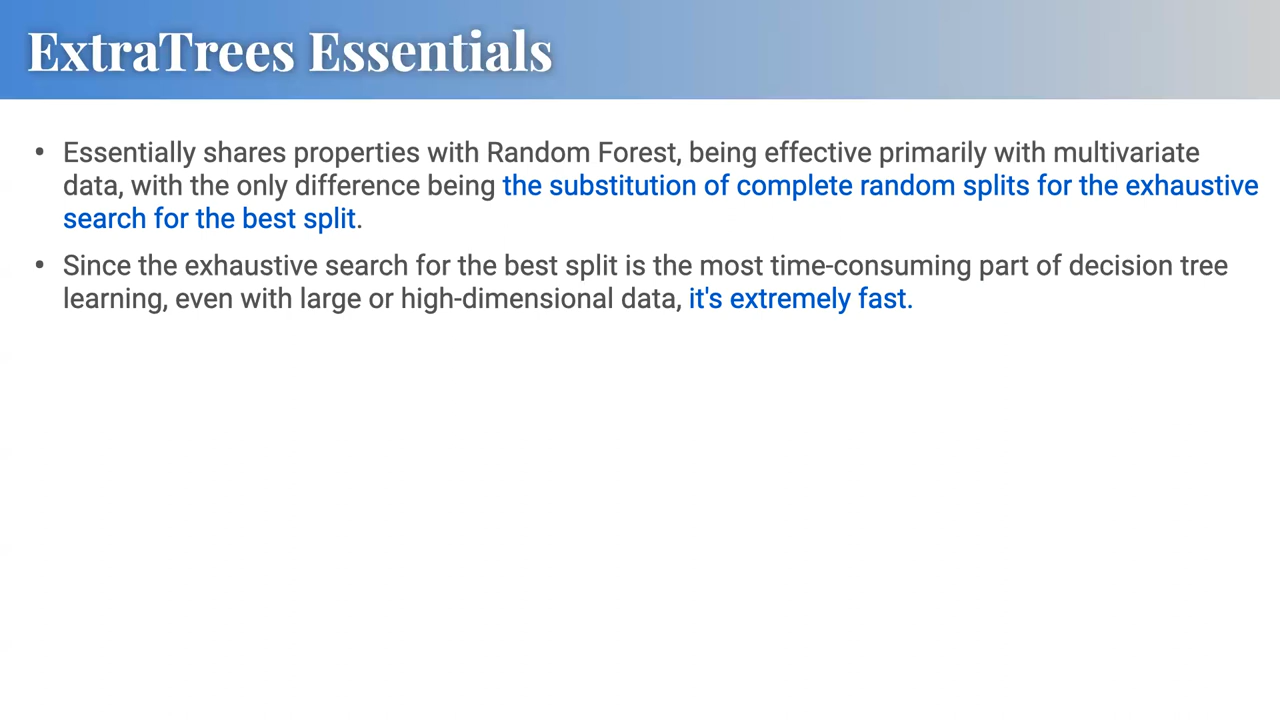 ExtraTrees Essentials
• Essentially shares properties with Random Forest, being effective primarily with multivariate
data, with the only difference being the substitution of complete random splits for the exhaustive
search for the best split.
• Since the exhaustive search for the best split is the most time-consuming part of decision tree
learning, even with large or high-dimensional data, it's extremely fast.